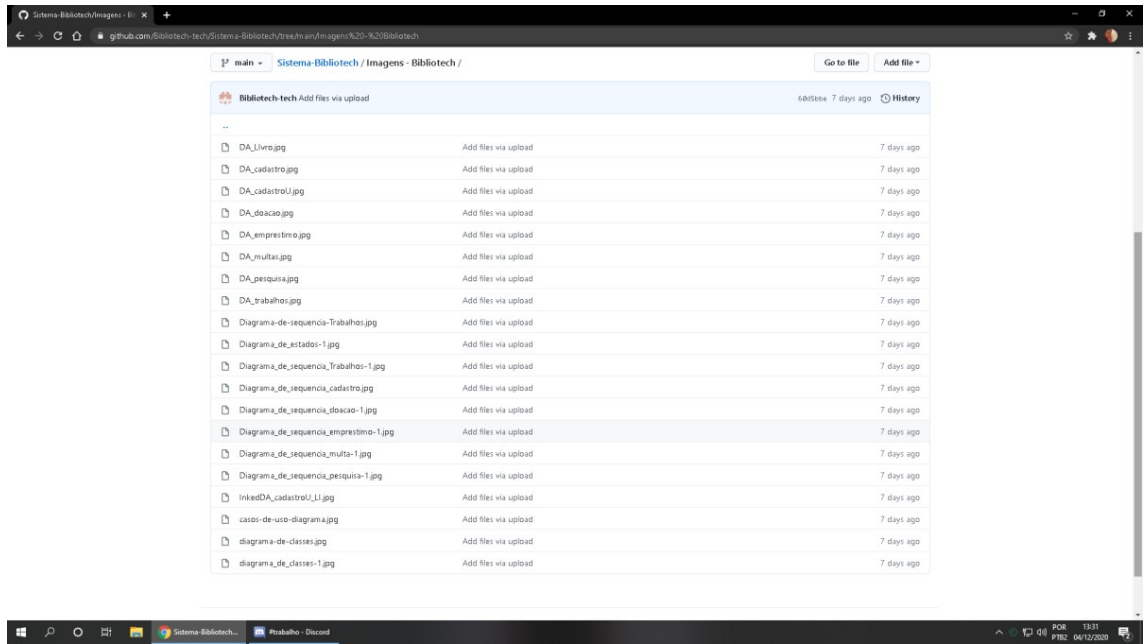 Sistema-Bibliotech/Imagens - Bi
github.com/Bibliotech-tech/Sistema-Bibliotech/tree/main/Imagens%20-%20Bibliotech
main Sistema-Bibliotech / Imagens - Bibliotech / Go to file Add file
Bibliotech-tech Add files via upload 7 days ago History
..
DA_LIvro.jpg Add files via upload 7 days ago
DA_cadastro.jpg Add files via upload 7 days ago
DA_cadastroU.jpg Add files via upload 7 days ago
DA_doacao.jpg Add files via upload 7 days ago
DA_emprestimo.jpg Add files via upload 7 days ago
DA_multas.jpg Add files via upload 7 days ago
DA_pesquisa.jpg Add files via upload 7 days ago
DA_trabalhos.jpg Add files via upload 7 days ago
Diagrama-de-sequencia-Trabalhos.jpg Add files via upload 7 days ago
Diagrama_de_estados-1.jpg Add files via upload 7 days ago
Diagrama_de_sequencia_Trabalhos-1.jpg Add files via upload 7 days ago
Diagrama_de_sequencia_cadastro.jpg Add files via upload 7 days ago
Diagrama_de_sequencia_doacao-1.jpg Add files via upload 7 days ago
Diagrama_de_sequencia_emprestimo-1.jpg Add files via upload 7 days ago
Diagrama_de_sequencia_multa-1.jpg Add files via upload 7 days ago
Diagrama_de_sequencia_pesquisa-1.jpg Add files via upload 7 days ago
InkedDA_cadastroU_LI.jpg Add files via upload 7 days ago
casos-de-uso-diagrama.jpg Add files via upload 7 days ago
diagrama-de-classes.jpg Add files via upload 7 days ago
diagrama_de_classes-1.jpg Add files via upload 7 days ago
Sistema-Bibliotech... #trabalho - Discord POR 13:31
PTB2 04/12/2020